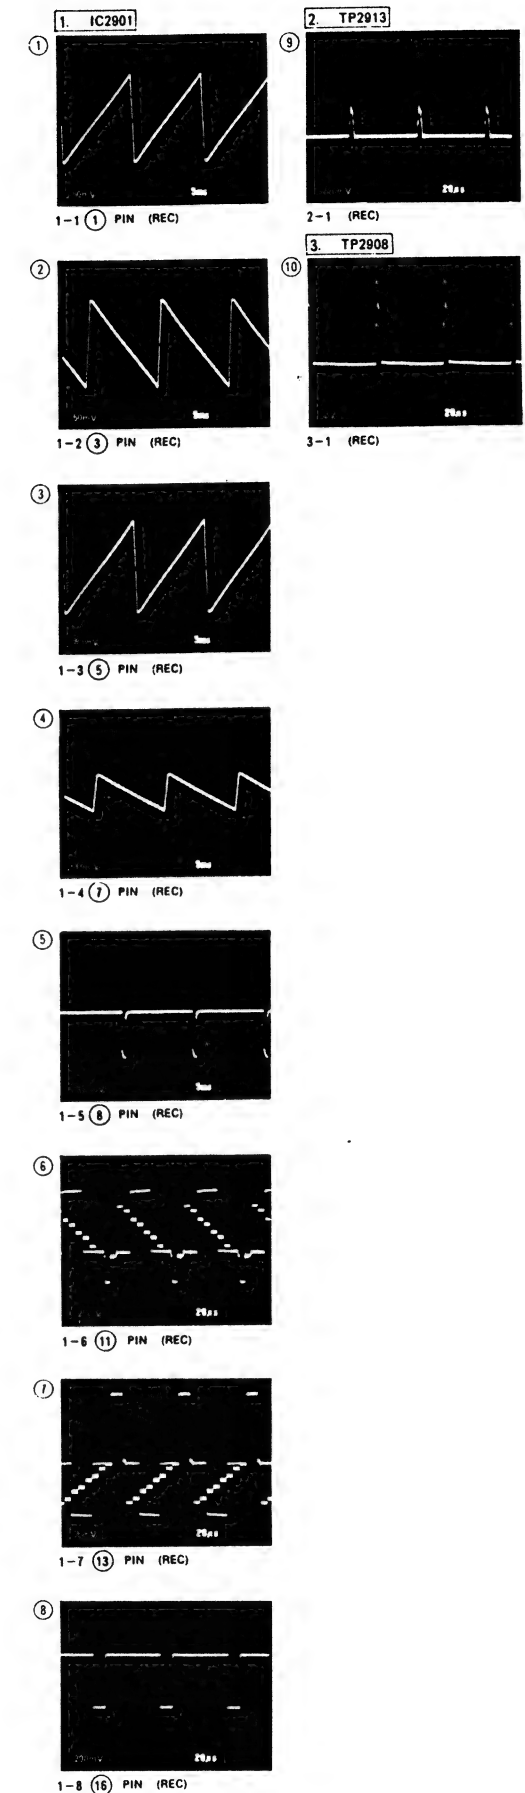 1. IC2901
①
5ms
1-1 ① PIN (REC)
②
50mV
5ms
1-2 ③ PIN (REC)
③
5ms
1-3 ⑤ PIN (REC)
④
5ms
1-4 ⑦ PIN (REC)
⑤
5ms
1-5 ⑧ PIN (REC)
⑥
20μs
1-6 ⑪ PIN (REC)
⑦
20μs
1-7 ⑬ PIN (REC)
⑧
200mV
20μs
1-8 ⑯ PIN (REC)
2. TP2913
⑨
20μs
2-1 (REC)
3. TP2908
⑩
20μs
3-1 (REC)